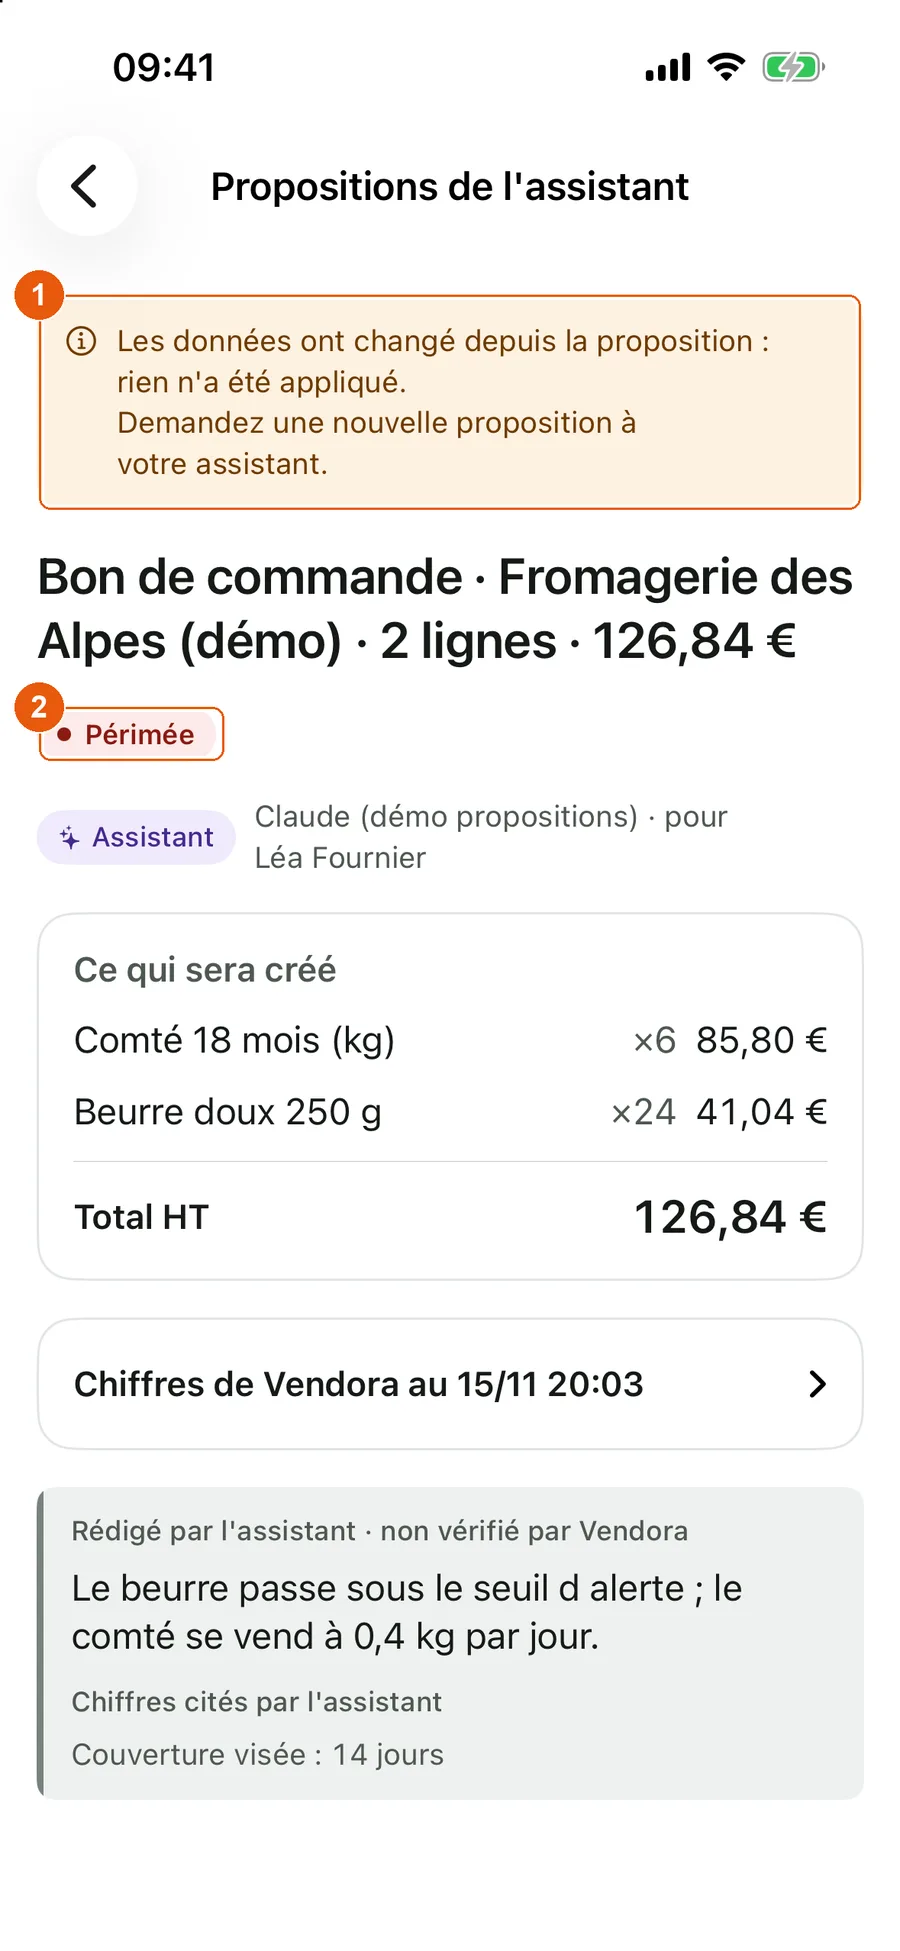 09:41
Propositions de l'assistant
1
Les données ont changé depuis la proposition :
rien n'a été appliqué.
Demandez une nouvelle proposition à
votre assistant.
Bon de commande · Fromagerie des
Alpes (démo) · 2 lignes · 126,84 €
2
Périmée
Assistant
Claude (démo propositions) · pour
Léa Fournier
Ce qui sera créé
Comté 18 mois (kg) ×6 85,80 €
Beurre doux 250 g ×24 41,04 €
Total HT 126,84 €
Chiffres de Vendora au 15/11 20:03
Rédigé par l'assistant · non vérifié par Vendora
Le beurre passe sous le seuil d alerte ; le
comté se vend à 0,4 kg par jour.
Chiffres cités par l'assistant
Couverture visée : 14 jours